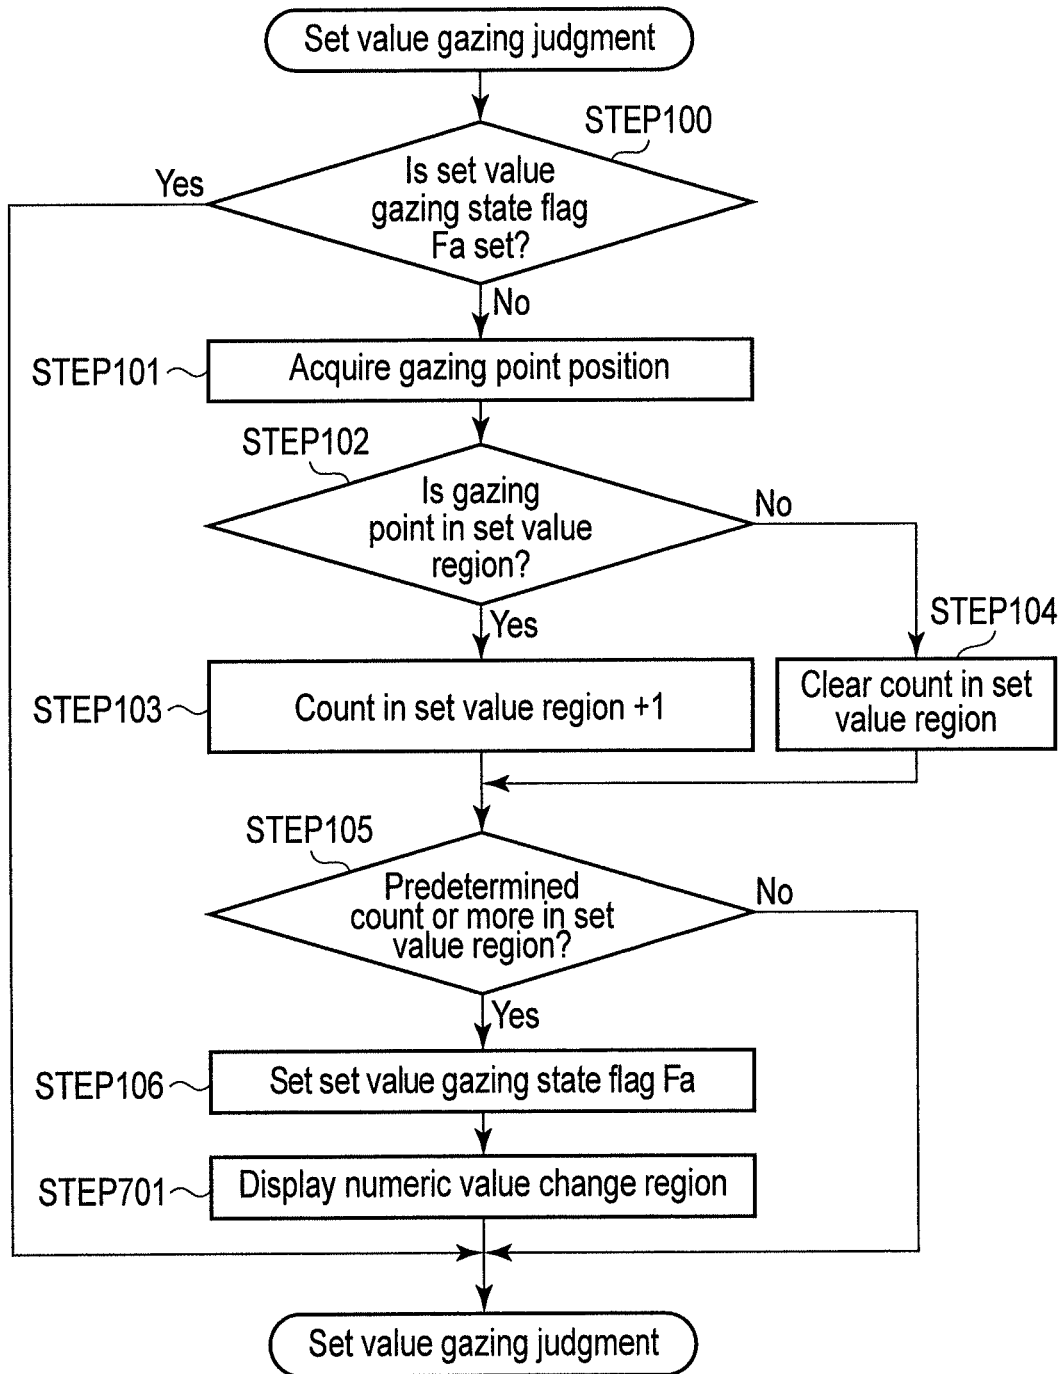 Set value gazing judgment
STEP100
Is set value
gazing state flag
Fa set?
Yes
No
STEP101
Acquire gazing point position
STEP102
Is gazing
point in set value
region?
No
Yes
STEP104
STEP103
Count in set value region +1
Clear count in set
value region
STEP105
Predetermined
count or more in set
value region?
No
Yes
STEP106
Set set value gazing state flag Fa
STEP701
Display numeric value change region
Set value gazing judgment